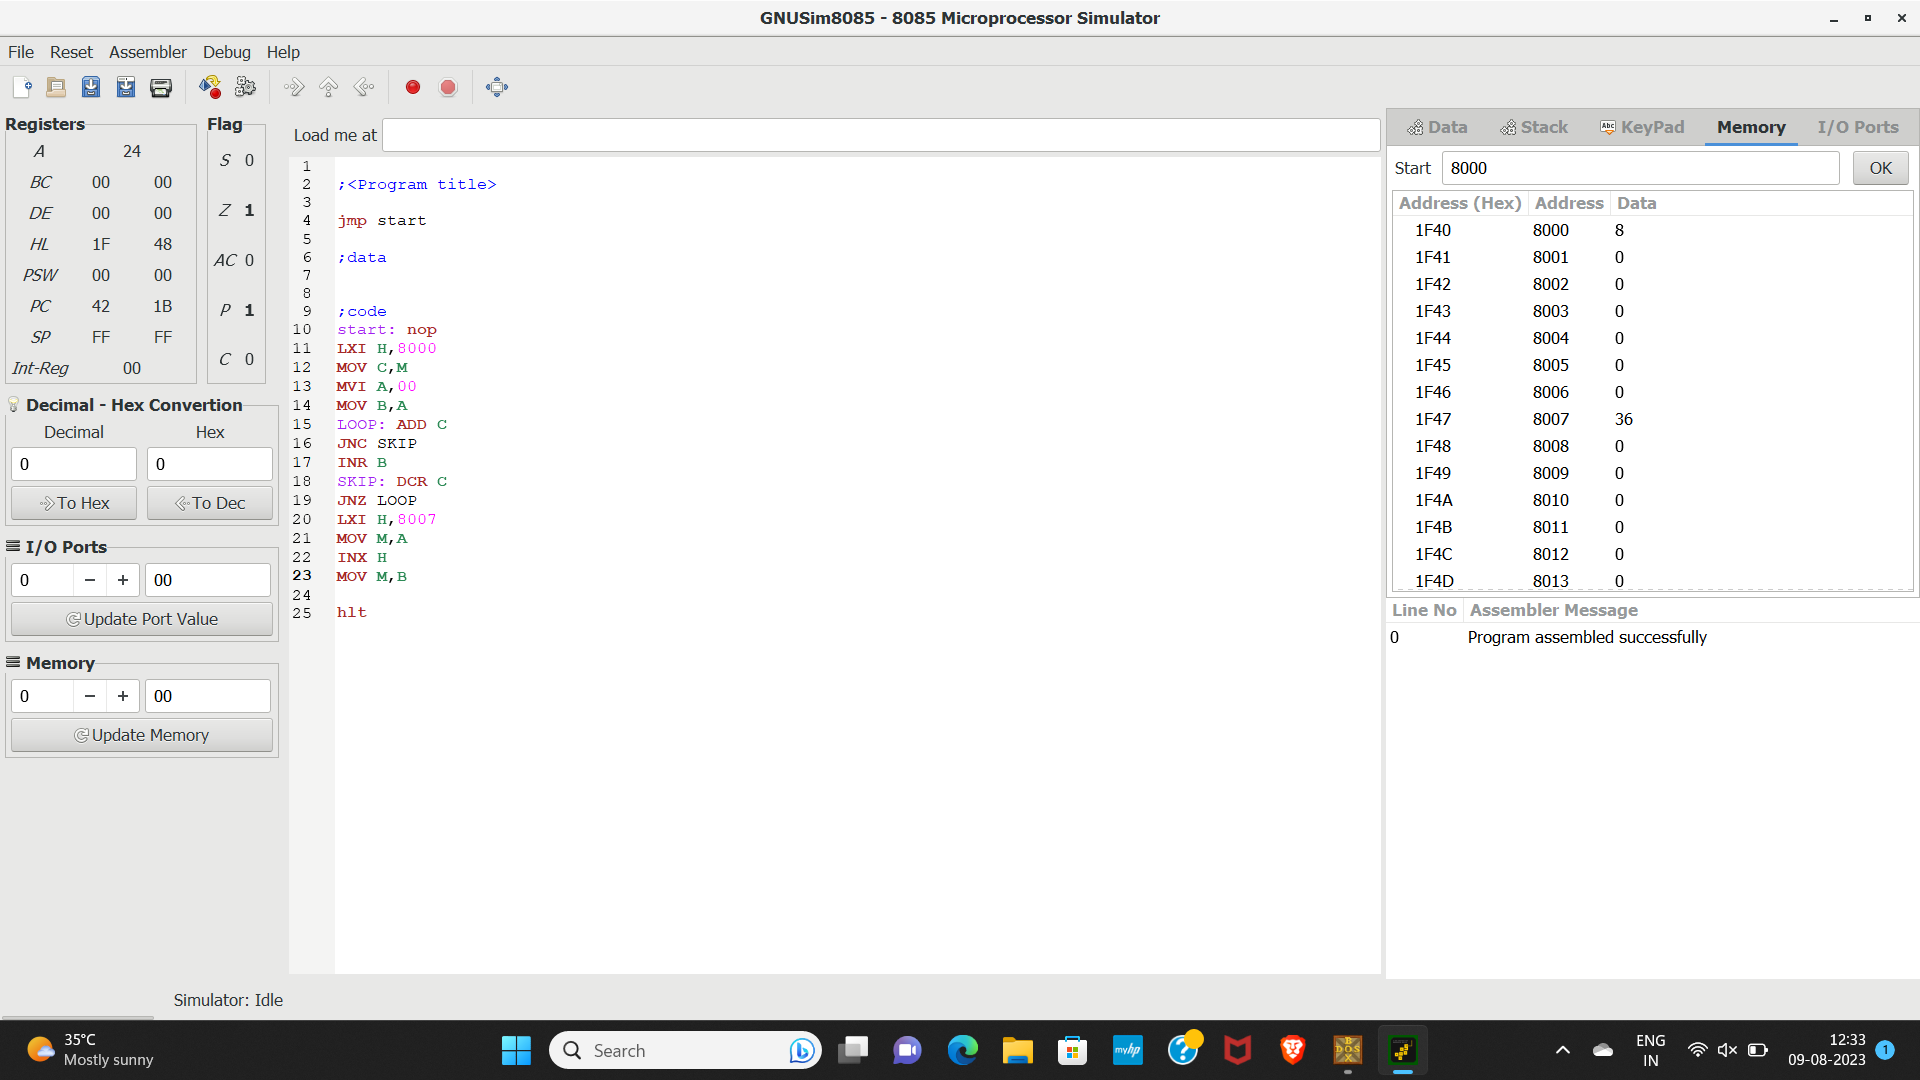 GNUSim8085 - 8085 Microprocessor Simulator
File Reset Assembler Debug Help
Registers
A 24
BC 00 00
DE 00 00
HL 1F 48
PSW 00 00
PC 42 1B
SP FF FF
Int-Reg 00
Flag
S 0
Z 1
AC 0
P 1
C 0
Decimal - Hex Convertion
Decimal Hex
0 0
To Hex To Dec
I/O Ports
0 − + 00
Update Port Value
Memory
0 − + 00
Update Memory
Load me at
1
2 ;<Program title>
3
4 jmp start
5
6 ;data
7
8
9 ;code
10 start: nop
11 LXI H,8000
12 MOV C,M
13 MVI A,00
14 MOV B,A
15 LOOP: ADD C
16 JNC SKIP
17 INR B
18 SKIP: DCR C
19 JNZ LOOP
20 LXI H,8007
21 MOV M,A
22 INX H
23 MOV M,B
24
25 hlt
Data Stack Abc KeyPad Memory I/O Ports
Start 8000 OK
Address (Hex) Address Data
1F40 8000 8
1F41 8001 0
1F42 8002 0
1F43 8003 0
1F44 8004 0
1F45 8005 0
1F46 8006 0
1F47 8007 36
1F48 8008 0
1F49 8009 0
1F4A 8010 0
1F4B 8011 0
1F4C 8012 0
1F4D 8013 0
Line No Assembler Message
0 Program assembled successfully
Simulator: Idle
35°C
Mostly sunny
Search
myhp
DOS
BOX
ENG
IN
12:33
09-08-2023
1